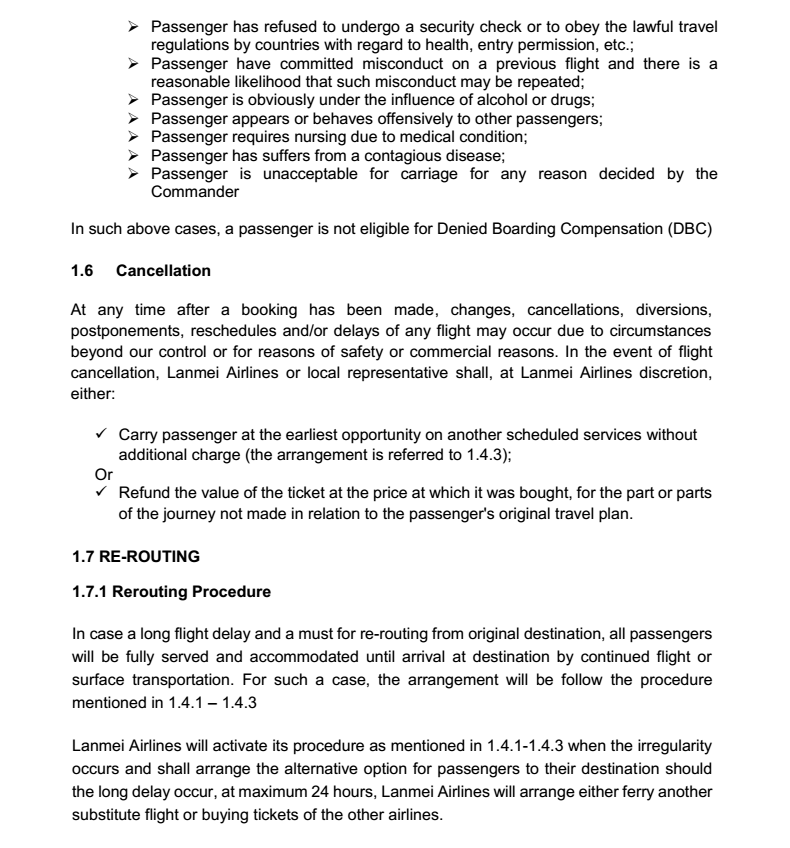 ➢ Passenger has refused to undergo a security check or to obey the lawful travel
regulations by countries with regard to health, entry permission, etc.;
➢ Passenger have committed misconduct on a previous flight and there is a
reasonable likelihood that such misconduct may be repeated;
➢ Passenger is obviously under the influence of alcohol or drugs;
➢ Passenger appears or behaves offensively to other passengers;
➢ Passenger requires nursing due to medical condition;
➢ Passenger has suffers from a contagious disease;
➢ Passenger is unacceptable for carriage for any reason decided by the
Commander
In such above cases, a passenger is not eligible for Denied Boarding Compensation (DBC)
1.6 Cancellation
At any time after a booking has been made, changes, cancellations, diversions,
postponements, reschedules and/or delays of any flight may occur due to circumstances
beyond our control or for reasons of safety or commercial reasons. In the event of flight
cancellation, Lanmei Airlines or local representative shall, at Lanmei Airlines discretion,
either:
✓ Carry passenger at the earliest opportunity on another scheduled services without
additional charge (the arrangement is referred to 1.4.3);
Or
✓ Refund the value of the ticket at the price at which it was bought, for the part or parts
of the journey not made in relation to the passenger's original travel plan.
1.7 RE-ROUTING
1.7.1 Rerouting Procedure
In case a long flight delay and a must for re-routing from original destination, all passengers
will be fully served and accommodated until arrival at destination by continued flight or
surface transportation. For such a case, the arrangement will be follow the procedure
mentioned in 1.4.1 – 1.4.3
Lanmei Airlines will activate its procedure as mentioned in 1.4.1-1.4.3 when the irregularity
occurs and shall arrange the alternative option for passengers to their destination should
the long delay occur, at maximum 24 hours, Lanmei Airlines will arrange either ferry another
substitute flight or buying tickets of the other airlines.